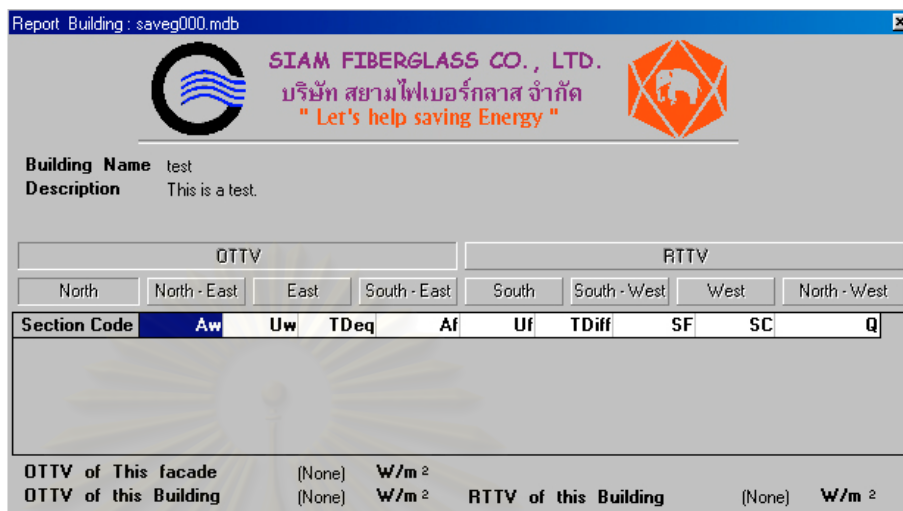 Report Building : saveg000.mdb
SIAM FIBERGLASS CO., LTD.
บริษัท สยามไฟเบอร์กลาส จำกัด
" Let's help saving Energy "
Building Name test
Description This is a test.
OTTV RTTV
North North - East East South - East South South - West West North - West
Section Code Aw Uw TDeq Af Uf TDiff SF SC Q
OTTV of This facade (None) W/m ²
OTTV of this Building (None) W/m ² RTTV of this Building (None) W/m ²